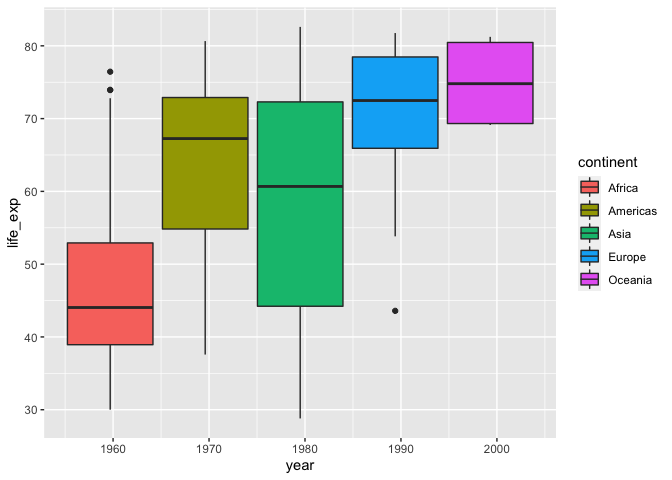 80
70
60
50
40
30
life_exp
1960 1970 1980 1990 2000
year
continent
Africa
Americas
Asia
Europe
Oceania